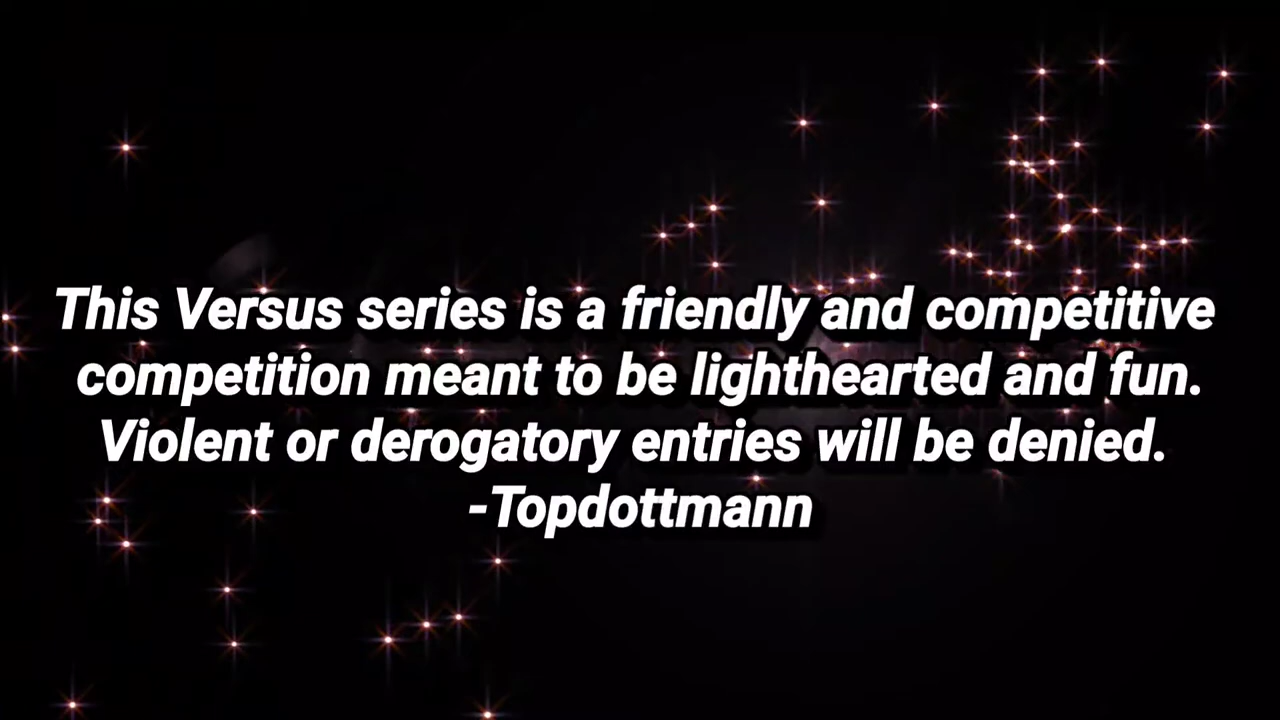 This Versus series is a friendly and competitive
competition meant to be lighthearted and fun.
Violent or derogatory entries will be denied.
-Topdottmann